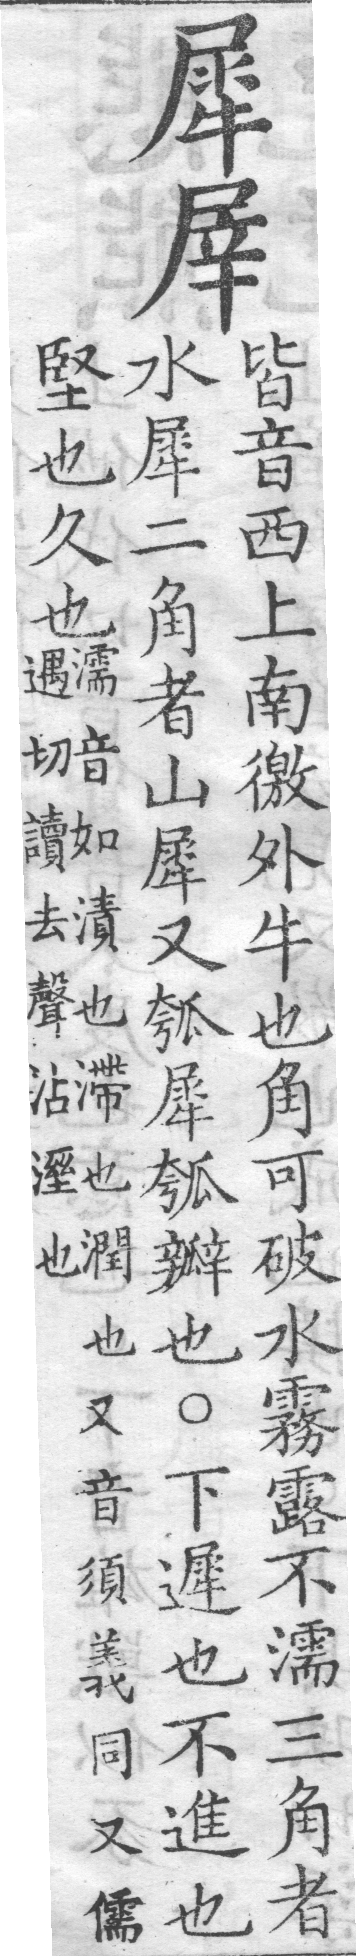 犀屖
皆音西上南徼外牛也角可破水霧露不濡三角者
水犀二角者山犀又瓠犀瓠瓣也○下遲也不進也
堅也久也
濡音如漬也滯也潤也又音須義同又儒
遇切讀去聲沾溼也